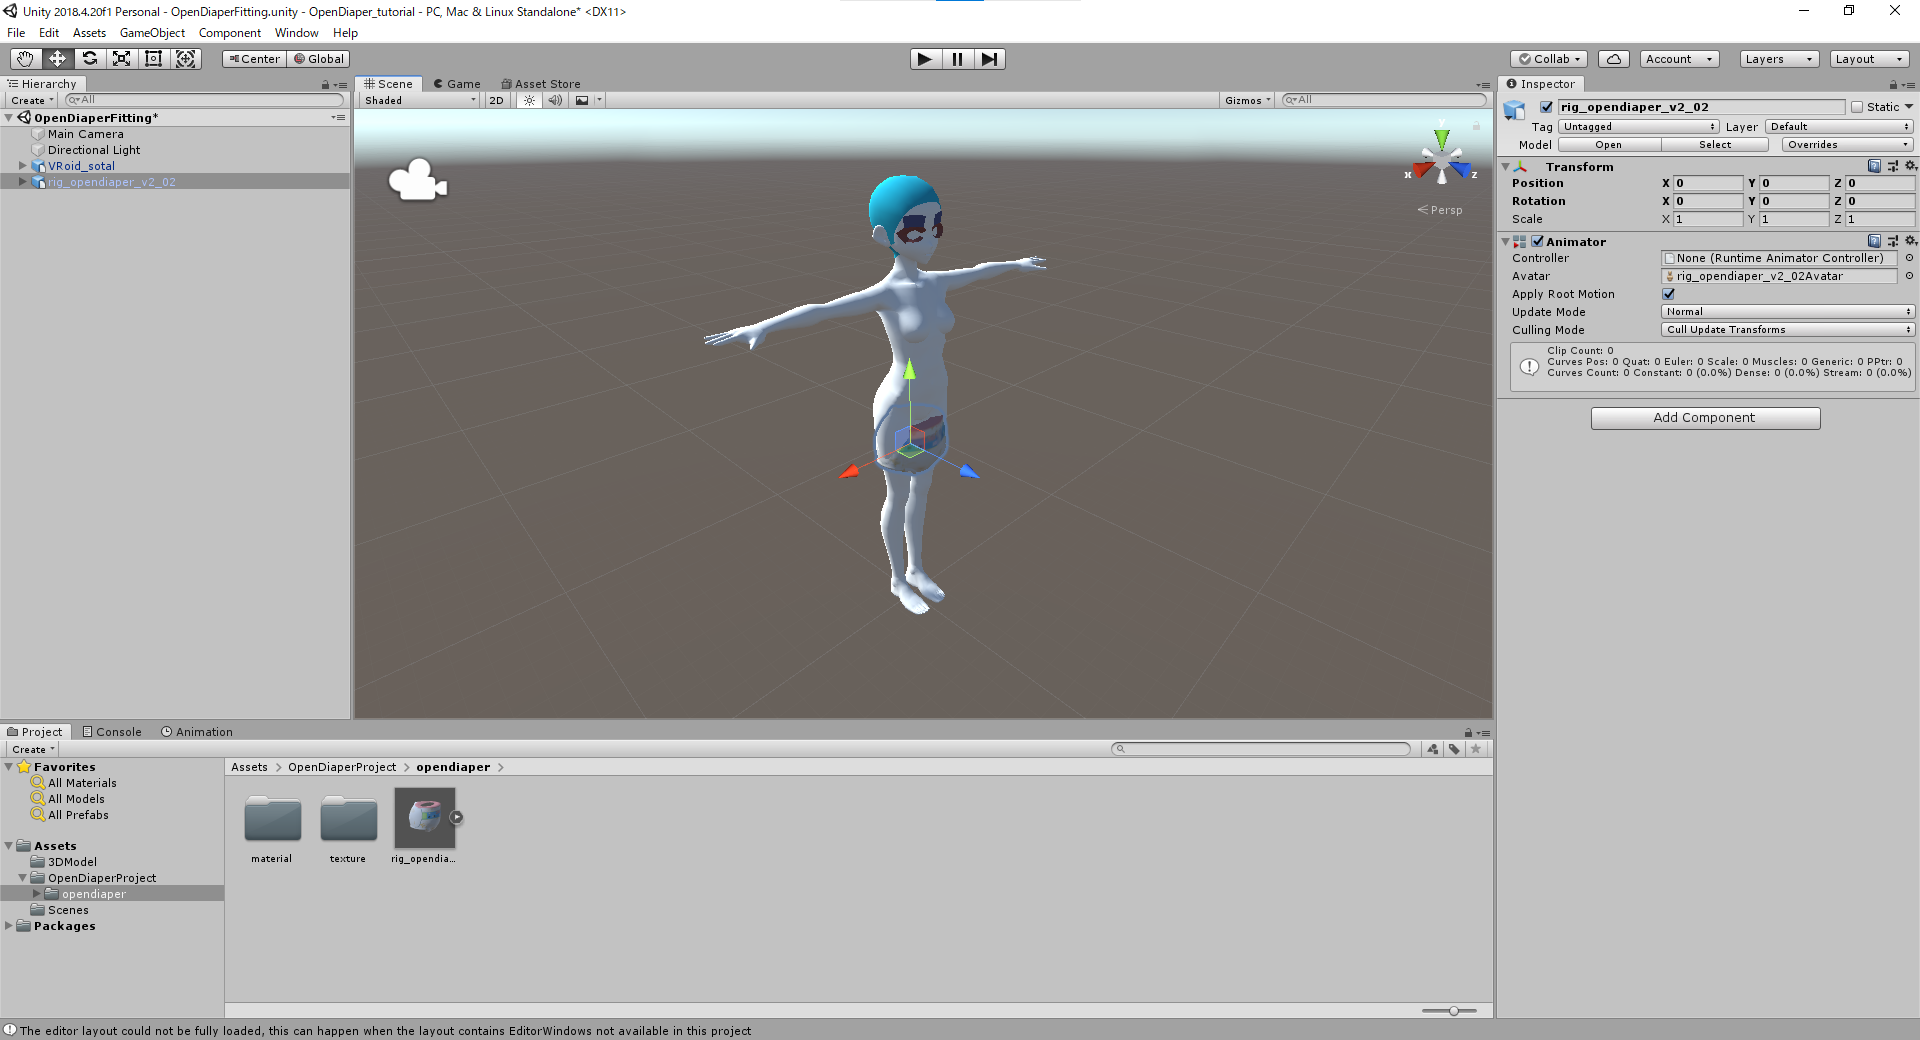 Unity 2018.4.20f1 Personal - OpenDiaperFitting.unity - OpenDiaper_tutorial - PC, Mac & Linux Standalone* <DX11>
File Edit Assets GameObject Component Window Help
Center Global Collab Account Layers Layout
Hierarchy
Create All
OpenDiaperFitting*
Main Camera
Directional Light
VRoid_sotal
rig_opendiaper_v2_02
Scene Game Asset Store
Shaded 2D Gizmos All
y
x z
Persp
Inspector
rig_opendiaper_v2_02 Static
Tag Untagged Layer Default
Model Open Select Overrides
Transform
Position X 0 Y 0 Z 0
Rotation X 0 Y 0 Z 0
Scale X 1 Y 1 Z 1
Animator
Controller None (Runtime Animator Controller)
Avatar rig_opendiaper_v2_02Avatar
Apply Root Motion
Update Mode Normal
Culling Mode Cull Update Transforms
Clip Count: 0
Curves Pos: 0 Quat: 0 Euler: 0 Scale: 0 Muscles: 0 Generic: 0 PPtr: 0
Curves Count: 0 Constant: 0 (0.0%) Dense: 0 (0.0%) Stream: 0 (0.0%)
Add Component
Project Console Animation
Create
Favorites
All Materials
All Models
All Prefabs
Assets
3DModel
OpenDiaperProject
opendiaper
Scenes
Packages
Assets OpenDiaperProject opendiaper
material texture rig_opendia...
The editor layout could not be fully loaded, this can happen when the layout contains EditorWindows not available in this project